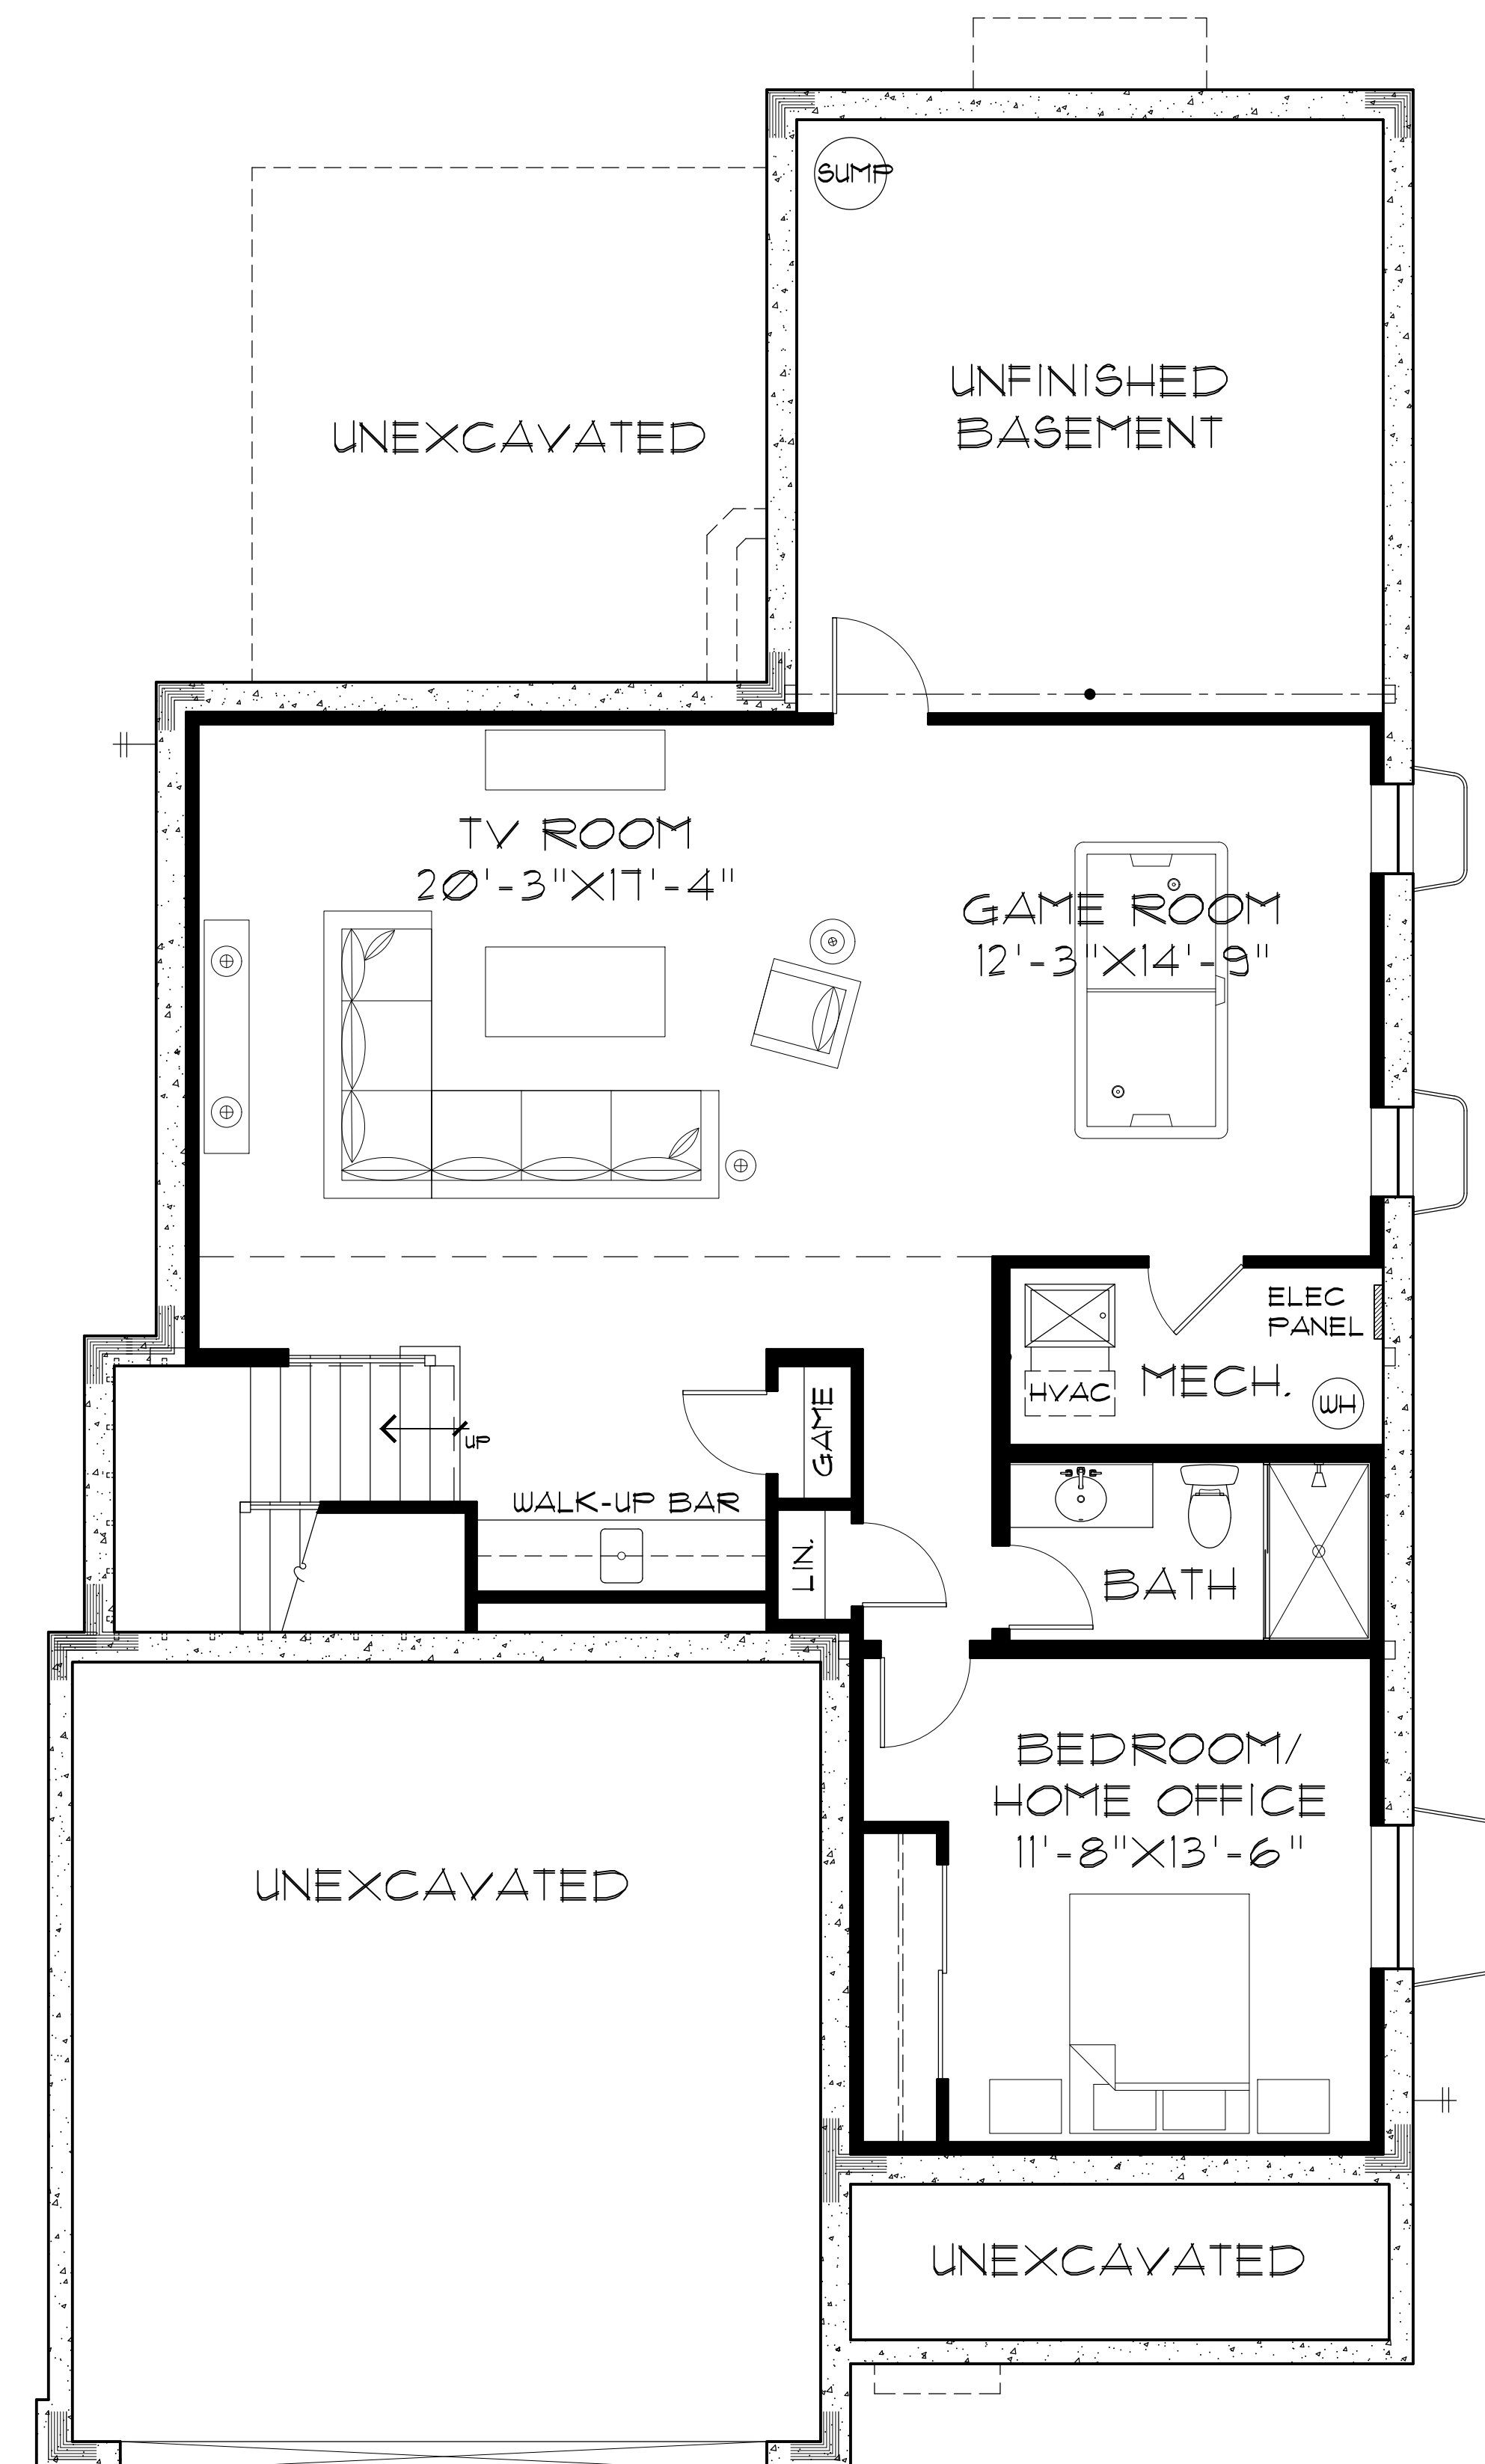 SUMP
UNFINISHED
BASEMENT
UNEXCAVATED
TV ROOM
20'-3"X17'-4"
GAME ROOM
12'-3"X14'-9"
ELEC
PANEL
MECH.
HVAC
WH
GAME
UP
WALK-UP BAR
LIN.
BATH
BEDROOM/
HOME OFFICE
11'-8"X13'-6"
UNEXCAVATED
UNEXCAVATED